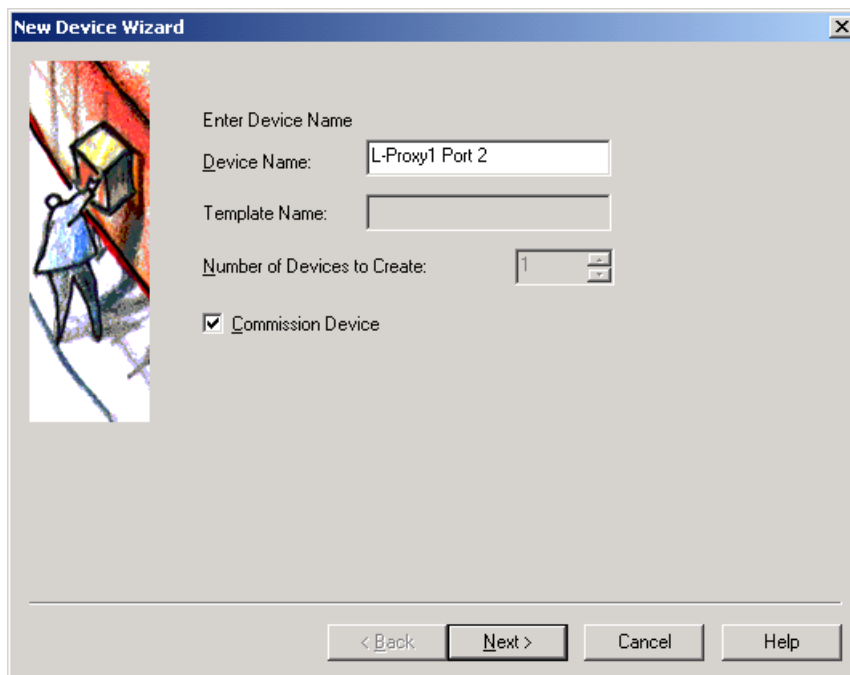 New Device Wizard
Enter Device Name
Device Name: L-Proxy1 Port 2
Template Name:
Number of Devices to Create: 1
Commission Device
< Back Next > Cancel Help